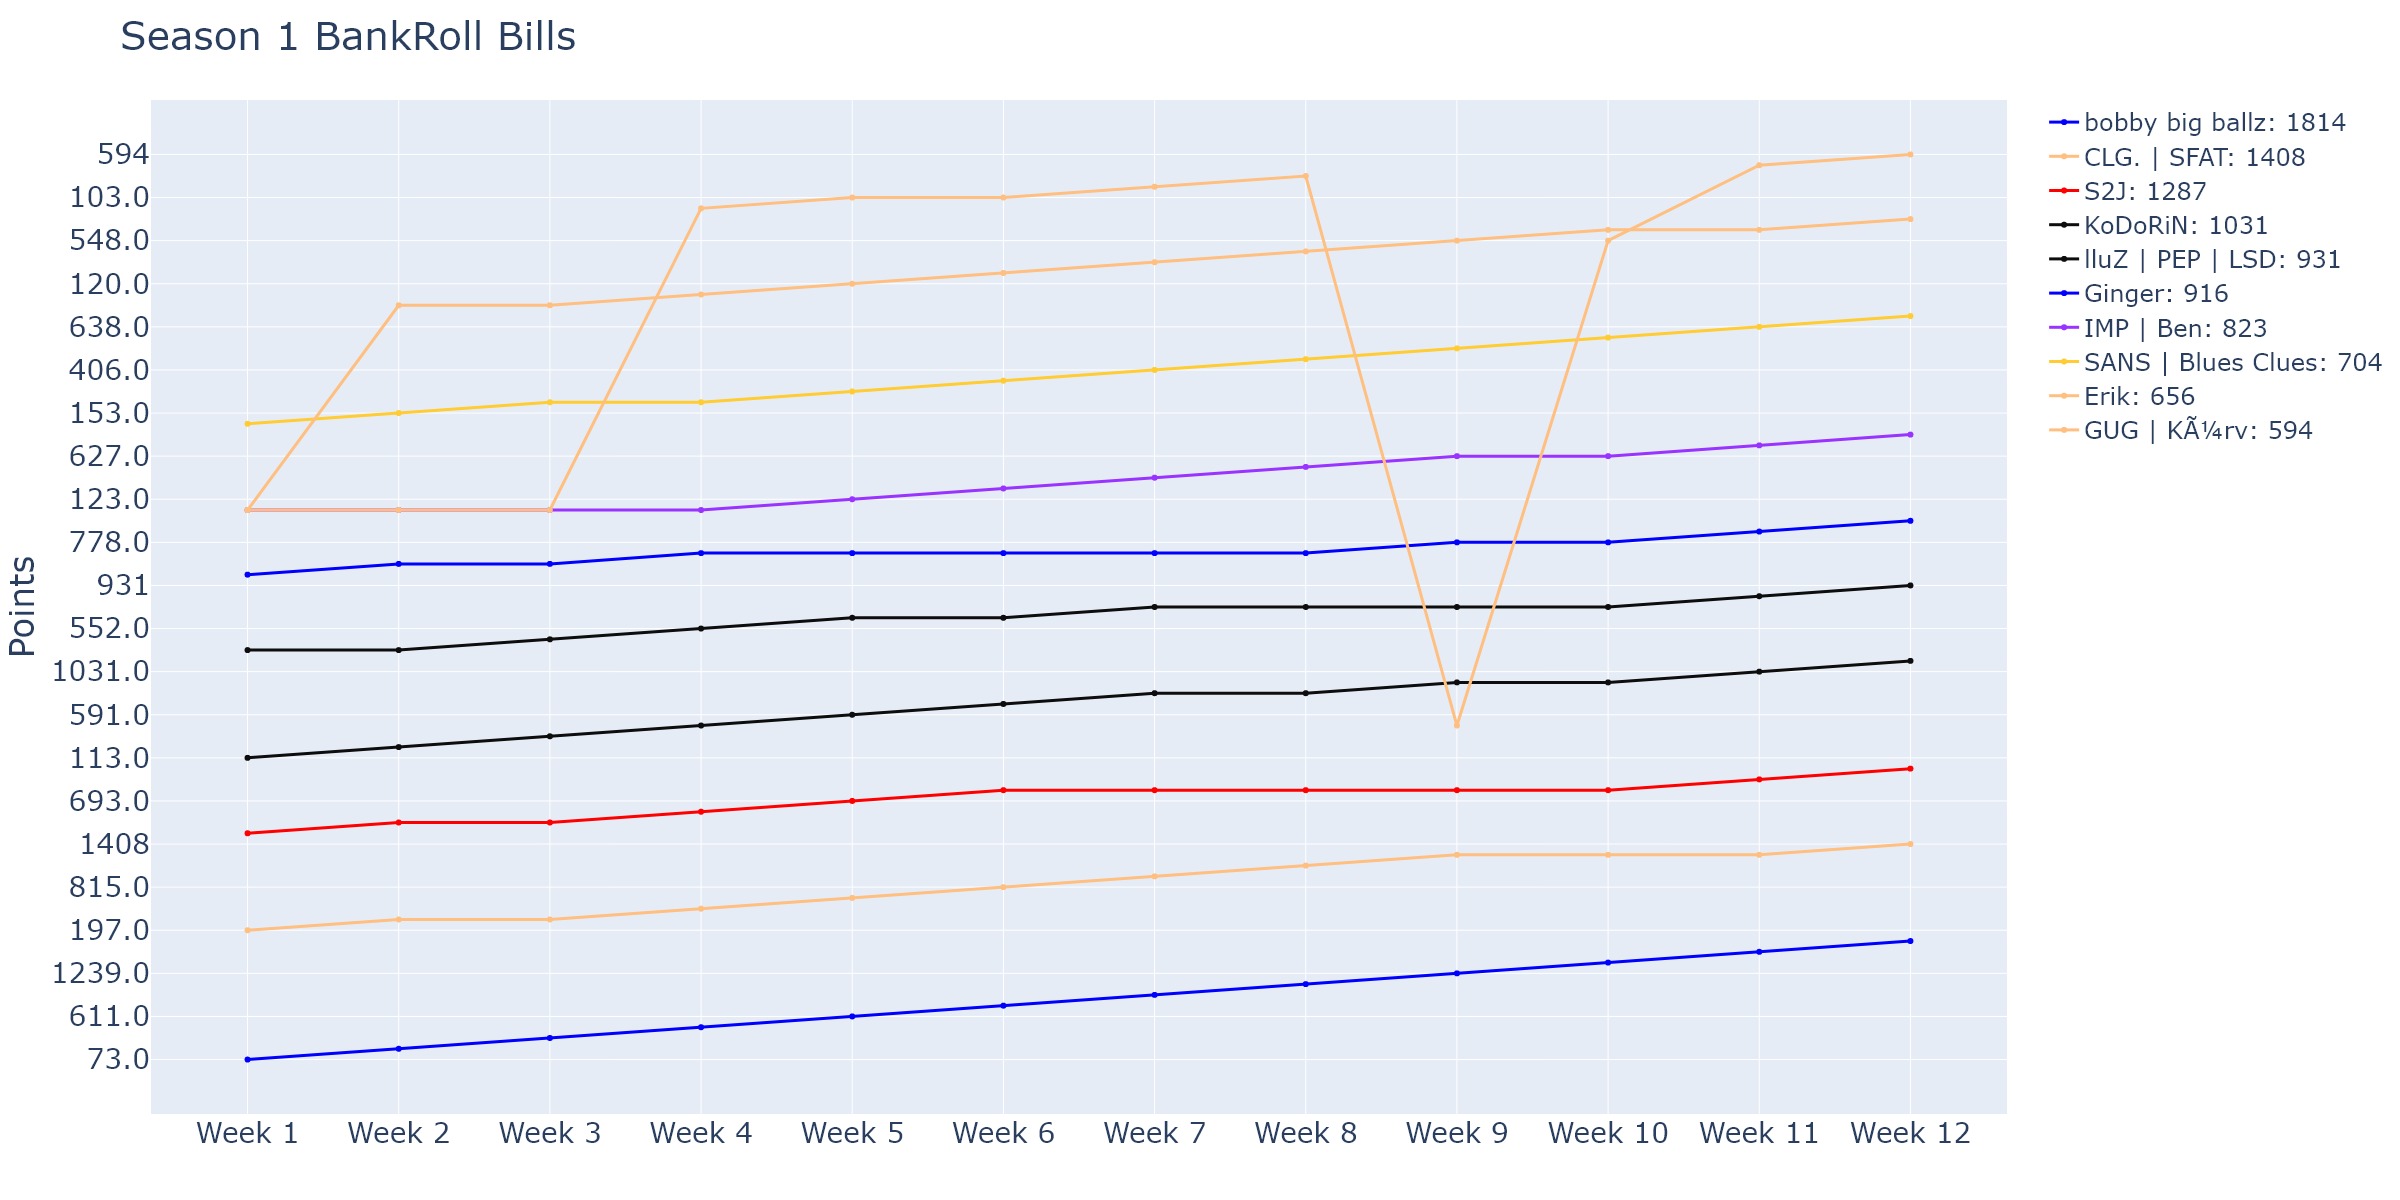 Season 1 BankRoll Bills
Points
594
103.0
548.0
120.0
638.0
406.0
153.0
627.0
123.0
778.0
931
552.0
1031.0
591.0
113.0
693.0
1408
815.0
197.0
1239.0
611.0
73.0
Week 1 Week 2 Week 3 Week 4 Week 5 Week 6 Week 7 Week 8 Week 9 Week 10 Week 11 Week 12
bobby big ballz: 1814
CLG. | SFAT: 1408
S2J: 1287
KoDoRiN: 1031
lluZ | PEP | LSD: 931
Ginger: 916
IMP | Ben: 823
SANS | Blues Clues: 704
Erik: 656
GUG | KÃ¼rv: 594